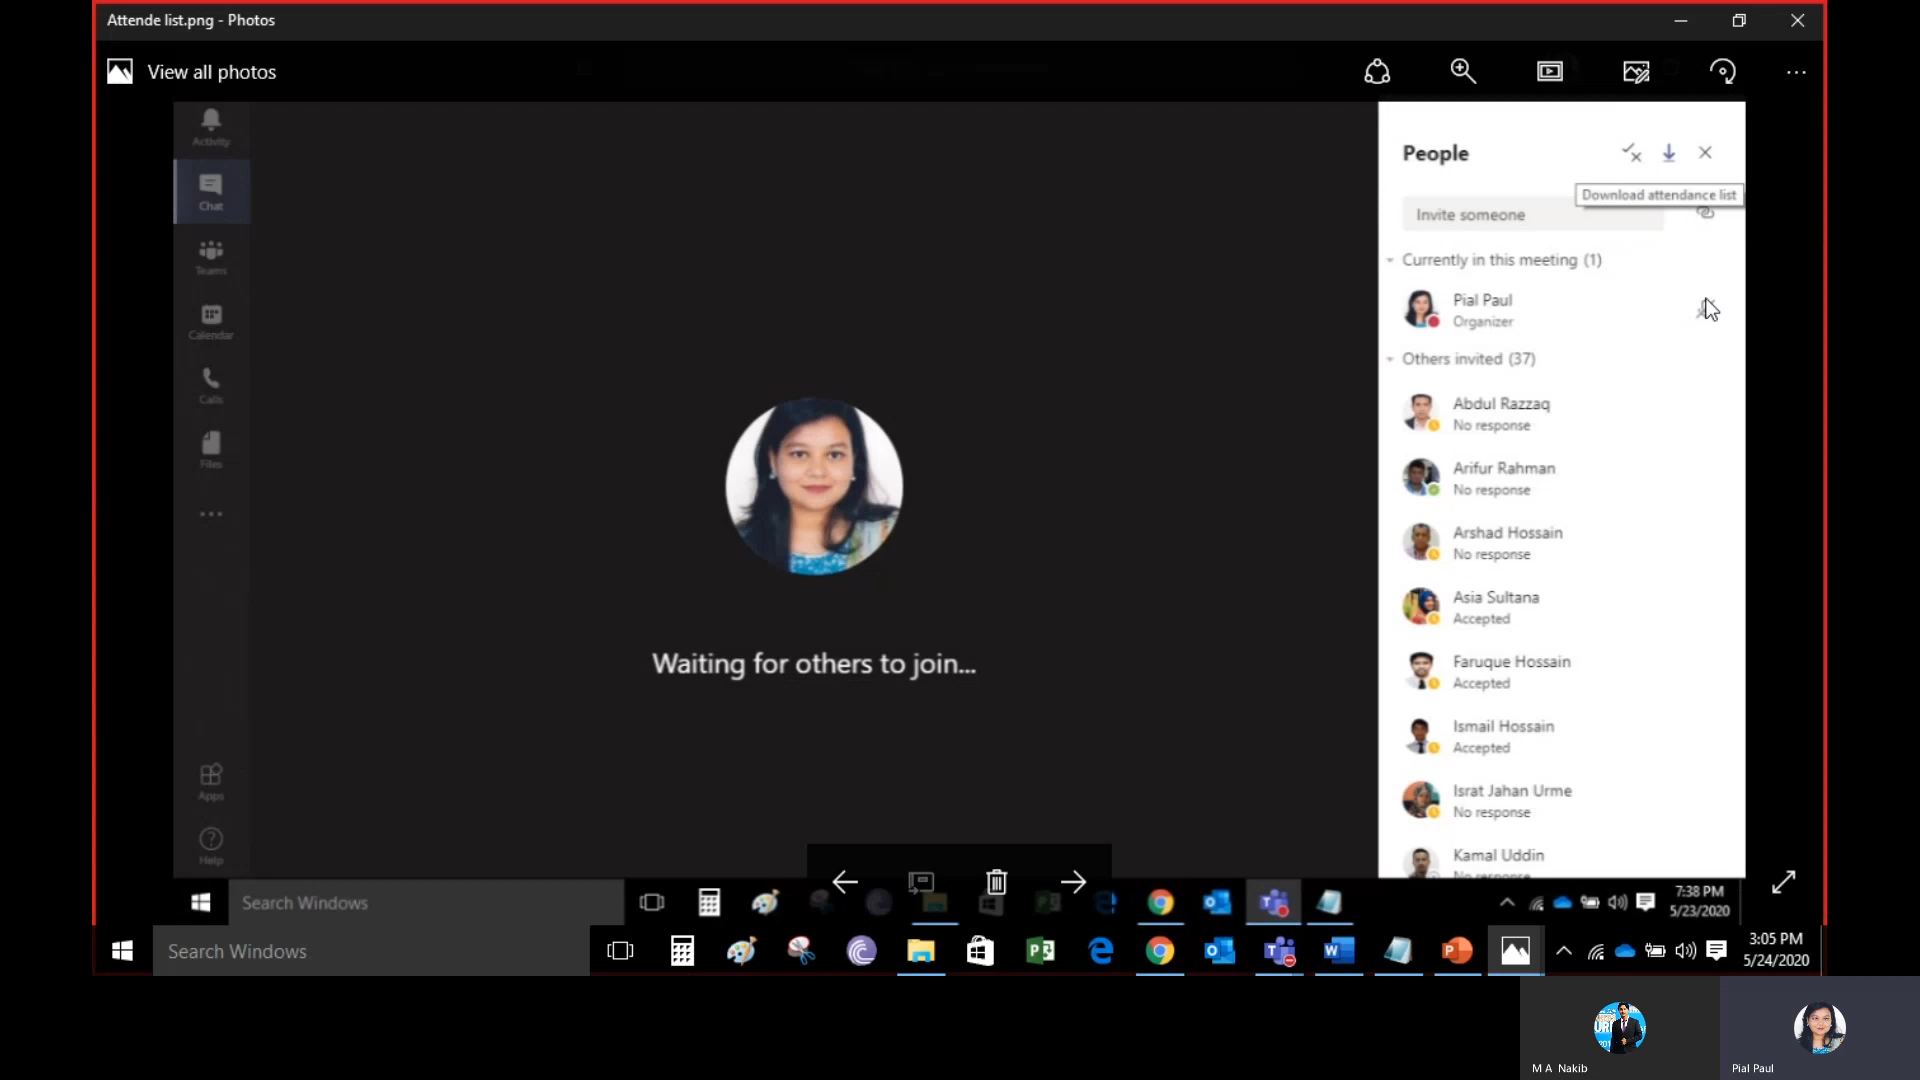 Attende list.png - Photos
View all photos
Activity
Chat
Teams
Calendar
Calls
Files
Apps
Help
Waiting for others to join...
People
Download attendance list
Invite someone
Currently in this meeting (1)
Pial Paul
Organizer
Others invited (37)
Abdul Razzaq
No response
Arifur Rahman
No response
Arshad Hossain
No response
Asia Sultana
Accepted
Faruque Hossain
Accepted
Ismail Hossain
Accepted
Israt Jahan Urme
No response
Kamal Uddin
No response
Search Windows
7:38 PM
5/23/2020
Search Windows
3:05 PM
5/24/2020
M A Nakib
Pial Paul